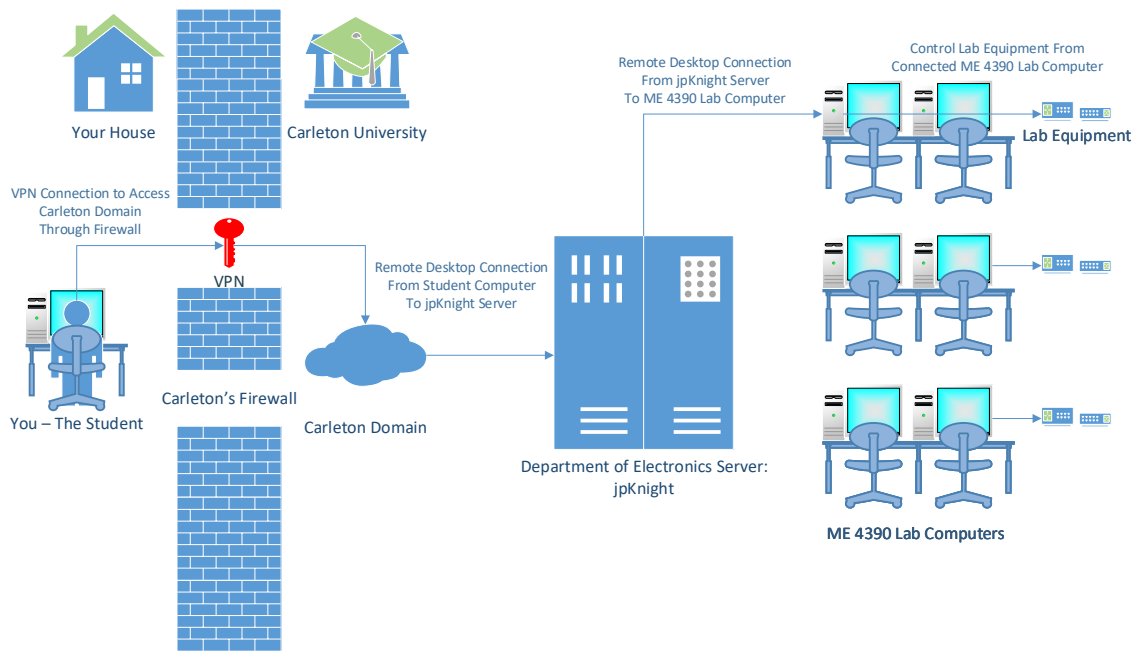 Your House
Carleton University
VPN Connection to Access
Carleton Domain
Through Firewall
VPN
You – The Student
Carleton's Firewall
Carleton Domain
Remote Desktop Connection
From Student Computer
To jpKnight Server
Department of Electronics Server:
jpKnight
Remote Desktop Connection
From jpKnight Server
To ME 4390 Lab Computer
Control Lab Equipment From
Connected ME 4390 Lab Computer
Lab Equipment
ME 4390 Lab Computers